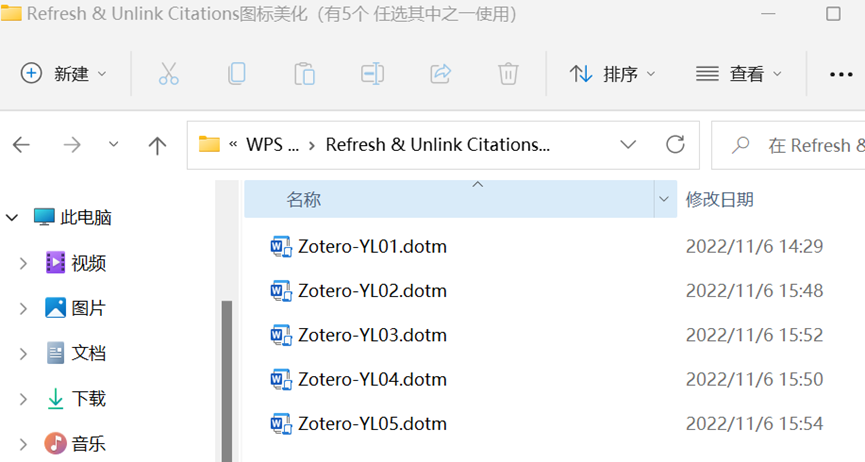 Refresh & Unlink Citations图标美化（有5个 任选其中之一使用）
新建 排序 查看 ...
« WPS ... › Refresh & Unlink Citations... 在 Refresh &
名称 修改日期
此电脑
视频
图片
文档
下载
音乐
Zotero-YL01.dotm 2022/11/6 14:29
Zotero-YL02.dotm 2022/11/6 15:48
Zotero-YL03.dotm 2022/11/6 15:52
Zotero-YL04.dotm 2022/11/6 15:50
Zotero-YL05.dotm 2022/11/6 15:54